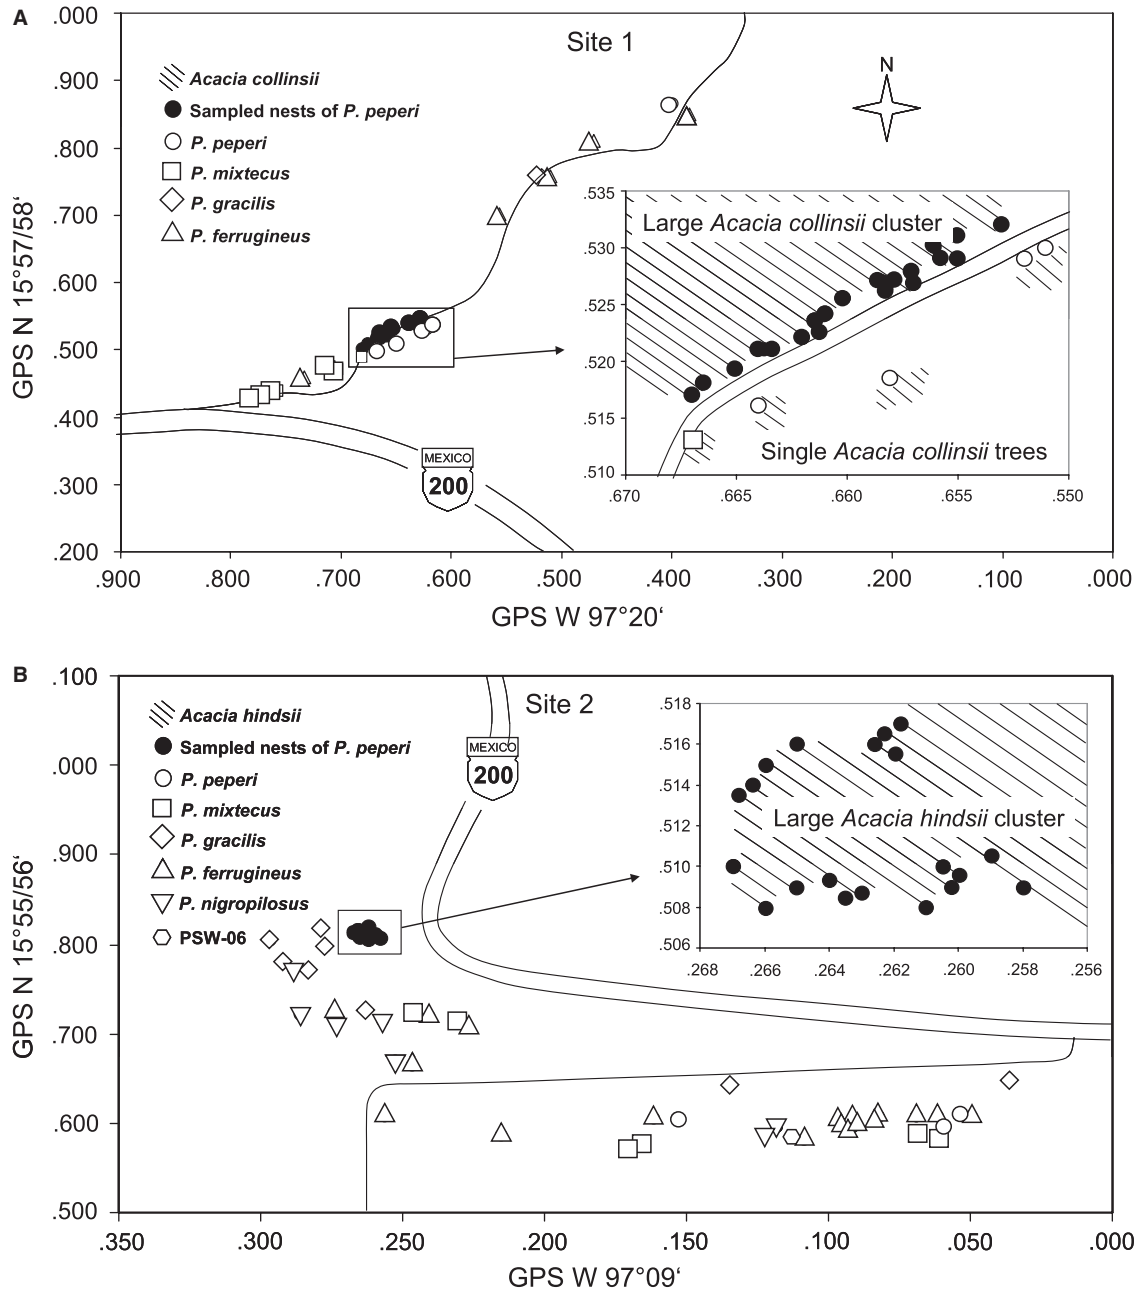 A
Site 1
N
Acacia collinsii
Sampled nests of P. peperi
P. peperi
P. mixtecus
P. gracilis
P. ferrugineus
.000
.900
.800
.700
.600
.500
.400
.300
.200
GPS N 15°57/58‘
.900 .800 .700 .600 .500 .400 .300 .200 .100 .000
GPS W 97°20‘
MEXICO
200
.535
.530
.525
.520
.515
.510
.670 .665 .660 .655 .550
Large Acacia collinsii cluster
Single Acacia collinsii trees
B
Site 2
Acacia hindsii
Sampled nests of P. peperi
P. peperi
P. mixtecus
P. gracilis
P. ferrugineus
P. nigropilosus
PSW-06
.100
.000
.900
.800
.700
.600
.500
GPS N 15°55/56‘
.350 .300 .250 .200 .150 .100 .050 .000
GPS W 97°09‘
MEXICO
200
.518
.516
.514
.512
.510
.508
.506
.268 .266 .264 .262 .260 .258 .256
Large Acacia hindsii cluster